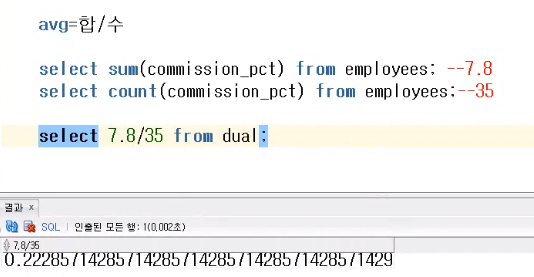 avg=합/수
select sum(commission_pct) from employees; --7.8
select count(commission_pct) from employees;--35
select 7.8/35 from dual;
결과 ×
SQL | 인출된 모든 행: 1(0,002초)
7,8/35
0.2228571428571428571428571428571428571429